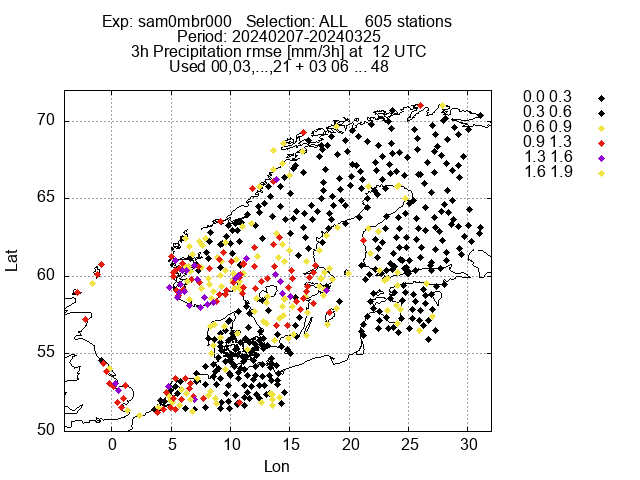 Exp: sam0mbr000 Selection: ALL 605 stations
Period: 20240207-20240325
3h Precipitation rmse [mm/3h] at 12 UTC
Used 00,03,...,21 + 03 06 ... 48
0.0 0.3
0.3 0.6
0.6 0.9
0.9 1.3
1.3 1.6
1.6 1.9
70
65
60
55
50
Lat
0 5 10 15 20 25 30
Lon